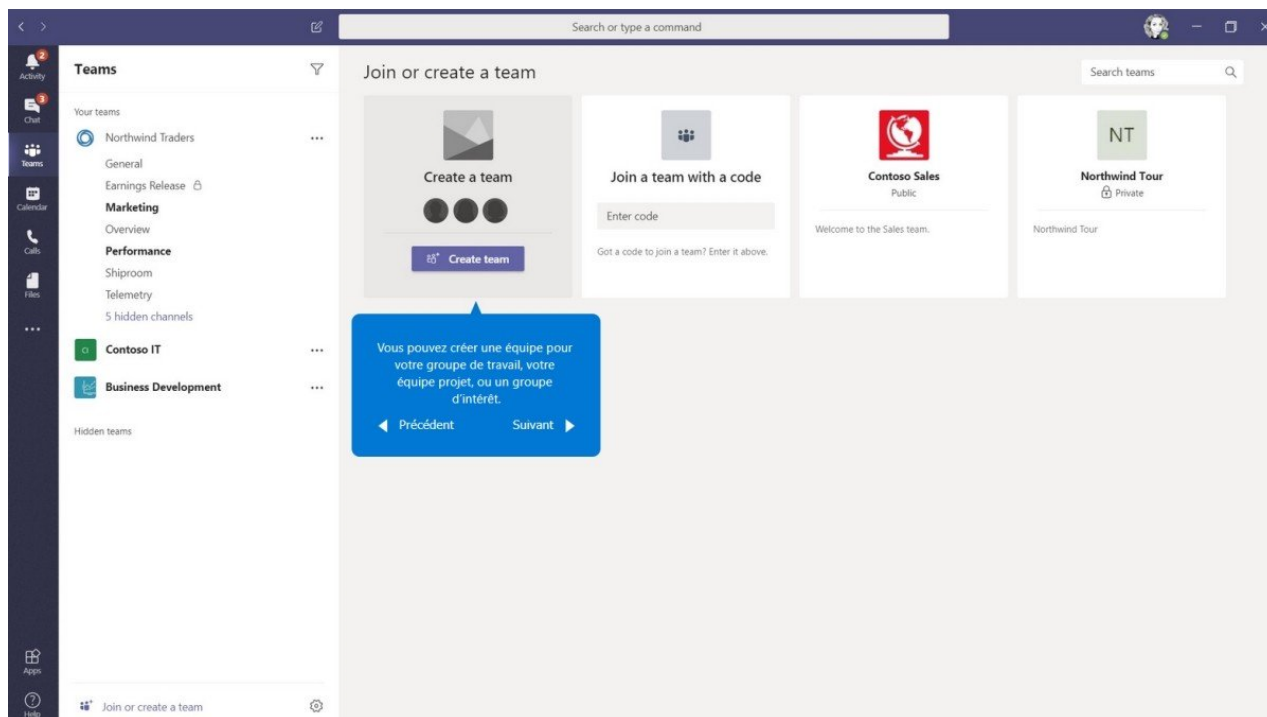 Search or type a command
2
Activity
3
Chat
Teams
Calendar
Calls
Files
Apps
Help
Teams
Your teams
Northwind Traders
General
Earnings Release
Marketing
Overview
Performance
Shiproom
Telemetry
5 hidden channels
Contoso IT
Business Development
Hidden teams
Join or create a team
Join or create a team
Search teams
Create a team
Create team
Join a team with a code
Enter code
Got a code to join a team? Enter it above.
Contoso Sales
Public
Welcome to the Sales team.
NT
Northwind Tour
Private
Northwind Tour
Vous pouvez créer une équipe pour
votre groupe de travail, votre
équipe projet, ou un groupe
d'intérêt.
Précédent Suivant